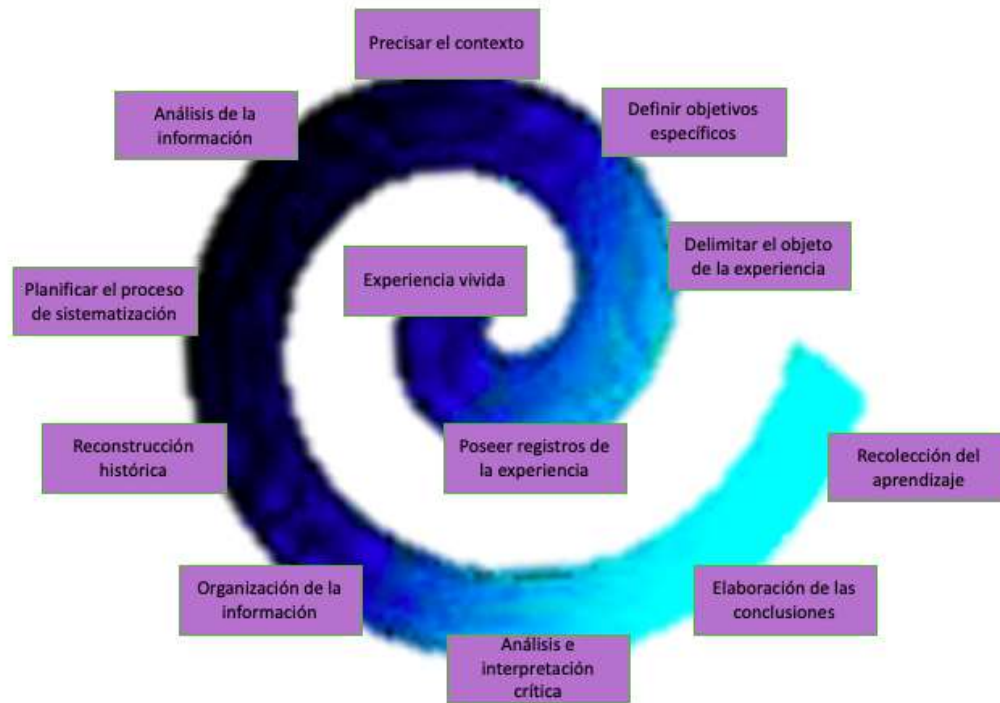 Precisar el contexto
Análisis de la
información
Definir objetivos
específicos
Experiencia vivida
Delimitar el objeto
de la experiencia
Planificar el proceso
de sistematización
Reconstrucción
histórica
Poseer registros de
la experiencia
Recolección del
aprendizaje
Organización de la
información
Análisis e
interpretación
crítica
Elaboración de las
conclusiones